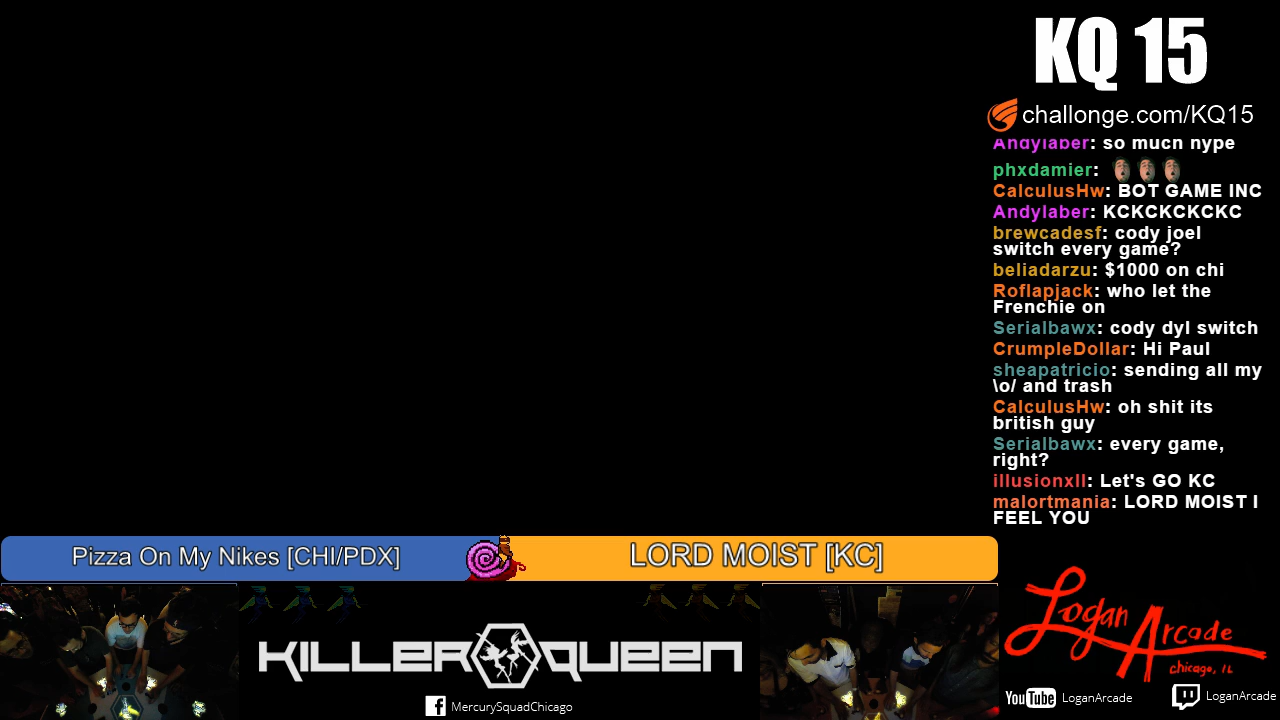 KQ 15
challonge.com/KQ15
Andylaber: so much hype
phxdamier:
CalculusHw: BOT GAME INC
Andylaber: KCKCKCKCKC
brewcadesf: cody joel
switch every game?
beliadarzu: $1000 on chi
Roflapjack: who let the
Frenchie on
Serialbawx: cody dyl switch
CrumpleDollar: Hi Paul
sheapatricio: sending all my
\o/ and trash
CalculusHw: oh shit its
british guy
Serialbawx: every game,
right?
illusionxll: Let's GO KC
malortmania: LORD MOIST I
FEEL YOU
Pizza On My Nikes [CHI/PDX]
LORD MOIST [KC]
KILLER QUEEN
MercurySquadChicago
Logan Arcade
chicago, IL
YouTube LoganArcade
LoganArcade